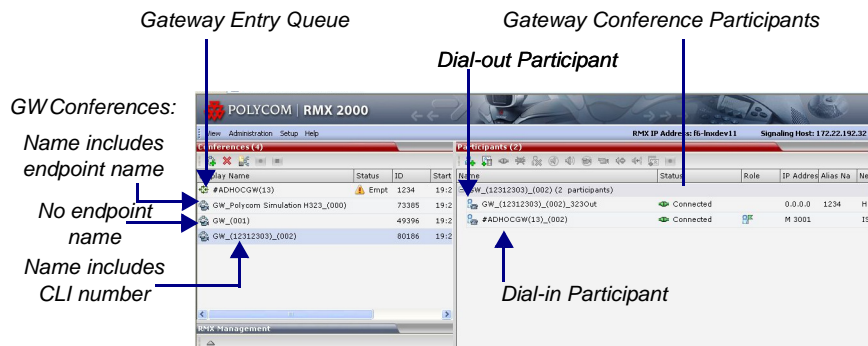 Gateway Entry Queue
Gateway Conference Participants
Dial-out Participant
GW Conferences:
Name includes
endpoint name
No endpoint
name
Name includes
CLI number
POLYCOM | RMX 2000
View Administration Setup Help
RMX IP Address: f6-lnxdev11 Signaling Host: 172.22.192.32
Conferences (4)
Participants (2)
Display Name Status ID Start
Name Status Role IP Addres Alias Na Ne
#ADHOCGW(13) Empt 1234 19:2
GW_Polycom Simulation H323_(000) 73385 19:2
GW_(001) 49396 19:2
GW_(12312303)_(002) 80186 19:2
GW_(12312303)_(002) (2 participants)
GW_(12312303)_(002)_323Out Connected 0.0.0.0 1234 H
#ADHOCGW(13)_(002) Connected M 3001 IS
Dial-in Participant
RMX Management